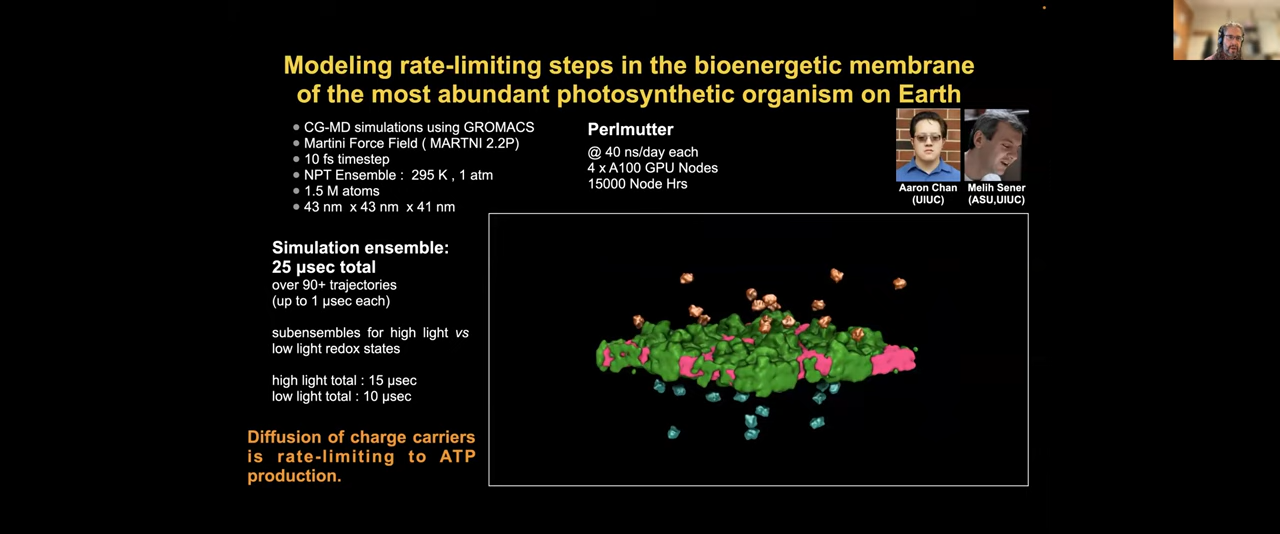 Modeling rate-limiting steps in the bioenergetic membrane
of the most abundant photosynthetic organism on Earth
CG-MD simulations using GROMACS
Martini Force Field ( MARTNI 2.2P)
10 fs timestep
NPT Ensemble : 295 K , 1 atm
1.5 M atoms
43 nm x 43 nm x 41 nm
Perlmutter
@ 40 ns/day each
4 x A100 GPU Nodes
15000 Node Hrs
Aaron Chan
(UIUC)
Melih Sener
(ASU,UIUC)
Simulation ensemble:
25 µsec total
over 90+ trajectories
(up to 1 µsec each)
subensembles for high light vs
low light redox states
high light total : 15 µsec
low light total : 10 µsec
Diffusion of charge carriers
is rate-limiting to ATP
production.